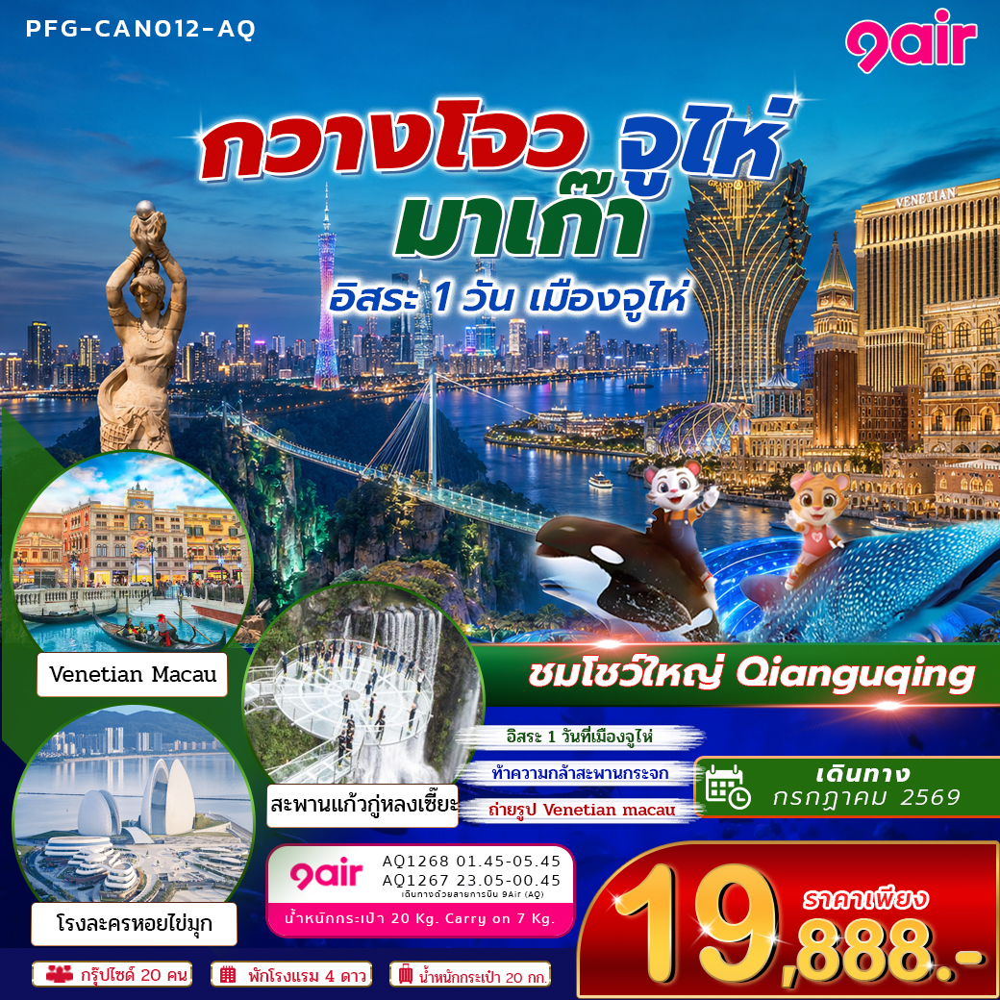 PFG-CAN012-AQ
9air
กวางโจว จูไห่
มาเก๊า
อิสระ 1 วัน เมืองจูไห่
GRAND LISBOA
VENETIAN
Venetian Macau
ชมโชว์ใหญ่ Qianguqing
อิสระ 1 วันที่เมืองจูไห่
ท้าความกล้าสะพานกระจก
ถ่ายรูป Venetian macau
เดินทาง
กรกฎาคม 2569
สะพานแก้วกู่หลงเซี๊ยะ
โรงละครหอยไข่มุก
9air
AQ1268 01.45-05.45
AQ1267 23.05-00.45
เดินทางด้วยสายการบิน 9Air (AQ)
น้ำหนักกระเป๋า 20 Kg. Carry on 7 Kg.
ราคาเพียง
19,888.-
กรุ๊ปไซด์ 20 คน
พักโรงแรม 4 ดาว
น้ำหนักกระเป๋า 20 กก.